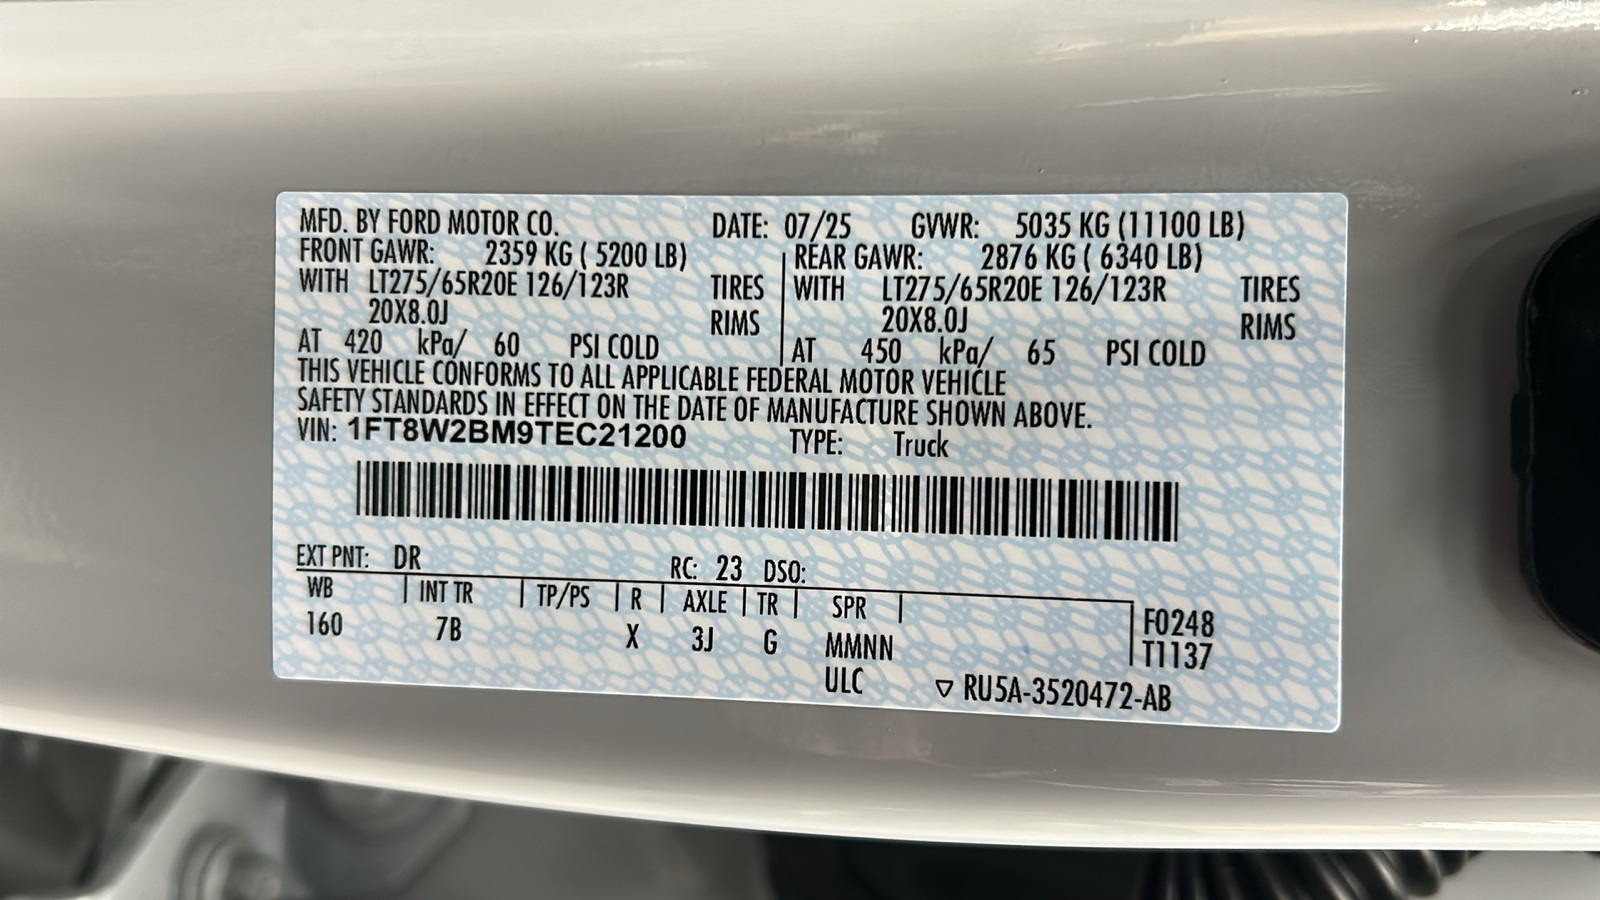 MFD. BY FORD MOTOR CO. DATE: 07/25 GVWR: 5035 KG (11100 LB)
FRONT GAWR: 2359 KG ( 5200 LB) REAR GAWR: 2876 KG ( 6340 LB)
WITH LT275/65R20E 126/123R TIRES WITH LT275/65R20E 126/123R TIRES
20X8.0J RIMS 20X8.0J RIMS
AT 420 kPa/ 60 PSI COLD AT 450 kPa/ 65 PSI COLD
THIS VEHICLE CONFORMS TO ALL APPLICABLE FEDERAL MOTOR VEHICLE
SAFETY STANDARDS IN EFFECT ON THE DATE OF MANUFACTURE SHOWN ABOVE.
VIN: 1FT8W2BM9TEC21200 TYPE: Truck
EXT PNT: DR RC: 23 DSO:
WB INT TR TP/PS R AXLE TR SPR F0248
160 7B X 3J G MMNN T1137
ULC ▽ RU5A-3520472-AB